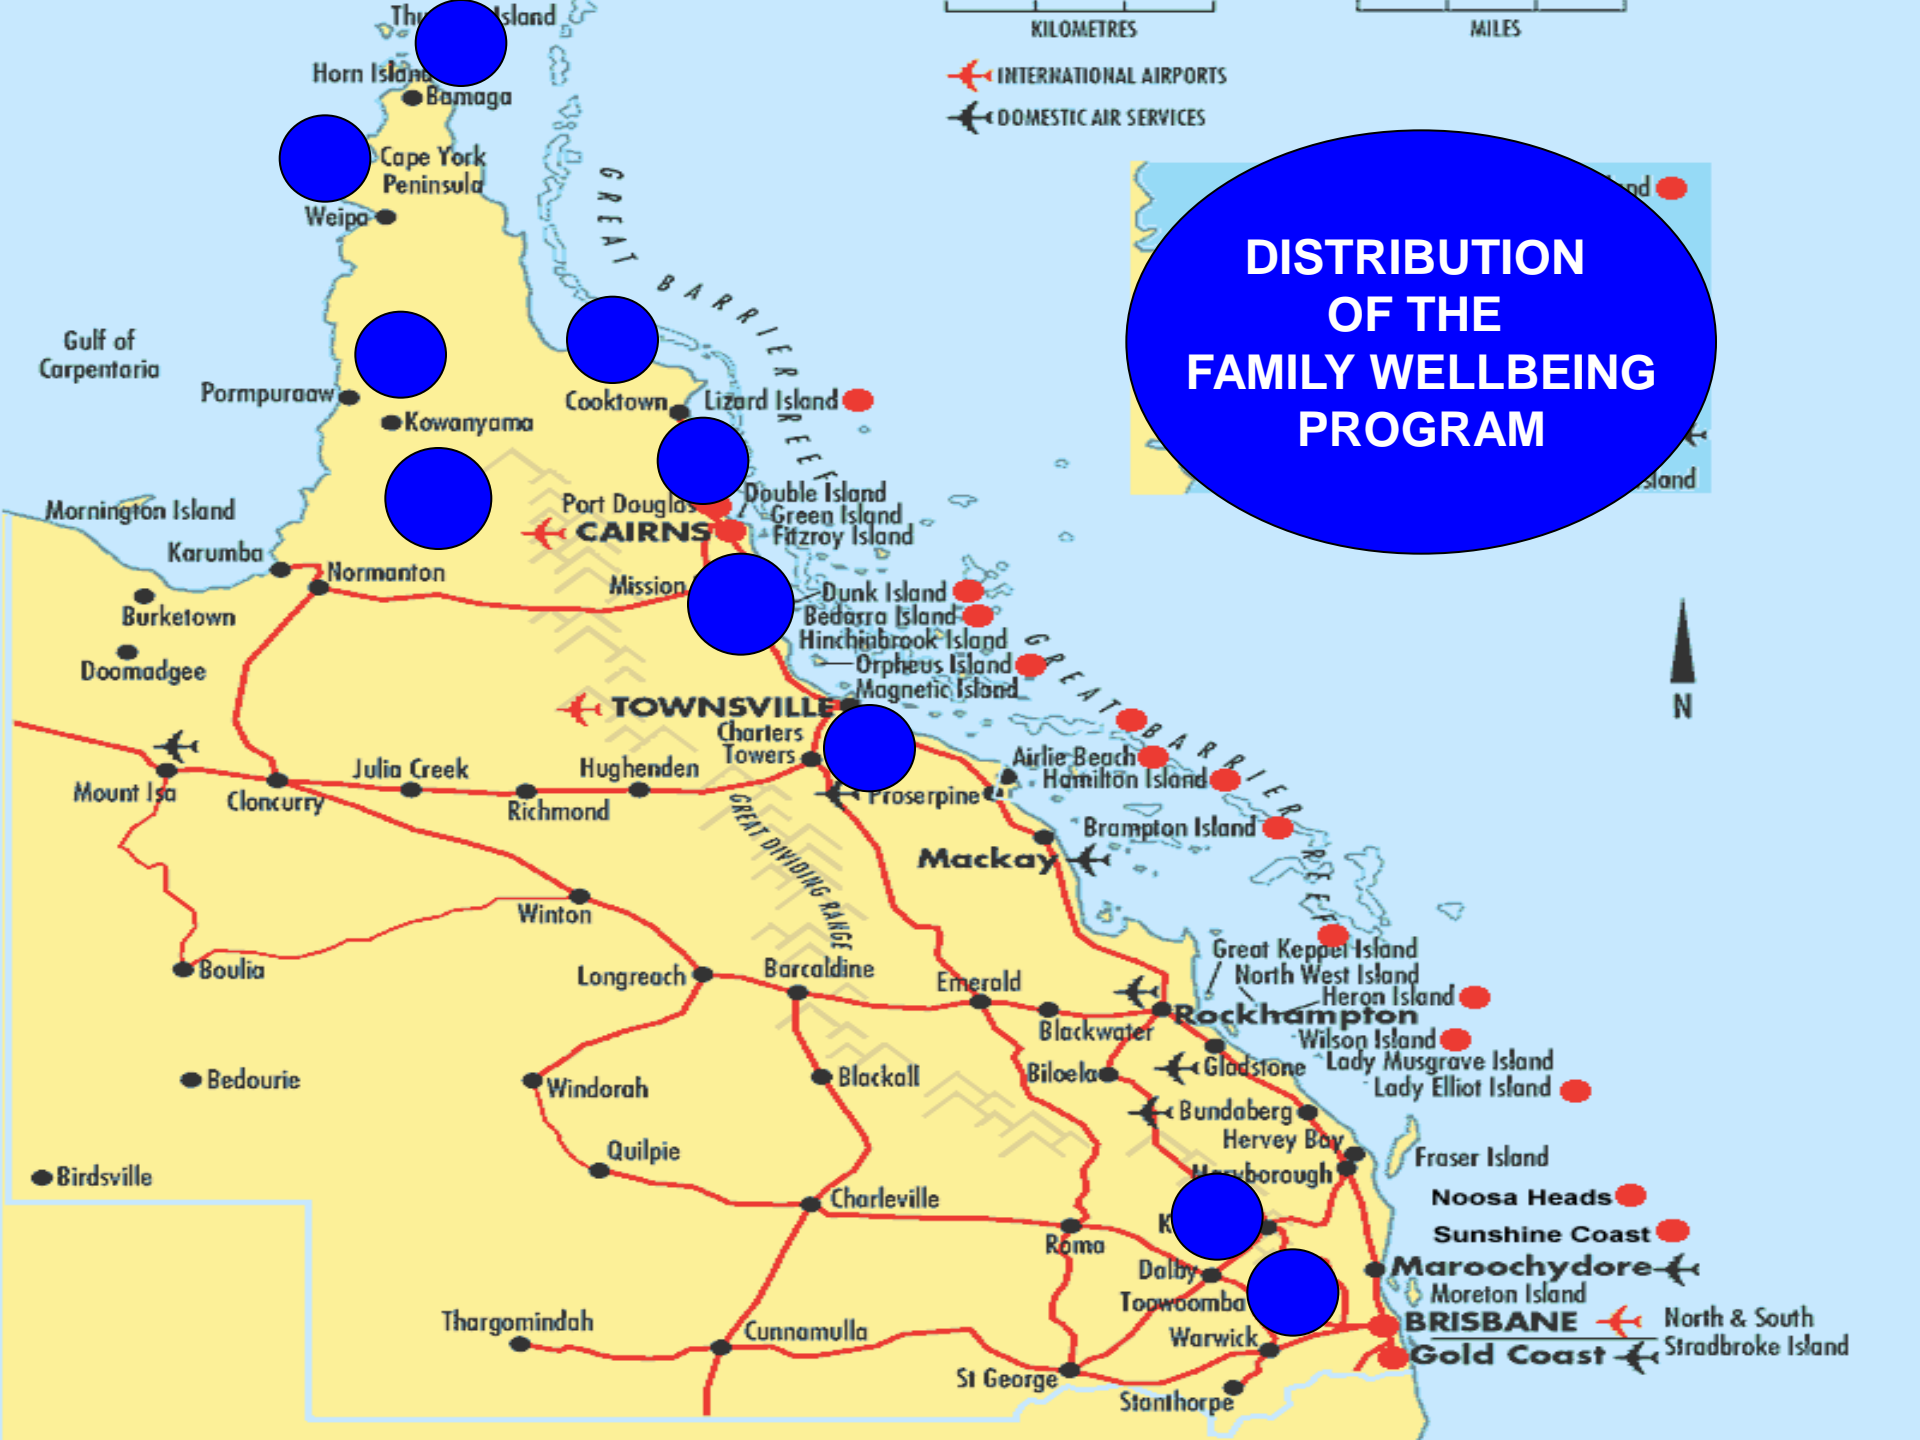 Island
KILOMETRES
MILES
Horn Island
Bamaga
INTERNATIONAL AIRPORTS
DOMESTIC AIR SERVICES
Cape York
Peninsula
Weipa
GREAT BARRIER REEF
DISTRIBUTION
OF THE
FAMILY WELLBEING
PROGRAM
Gulf of
Carpentaria
Pormpuraaw
Kowanyama
Cooktown
Lizard Island
Mornington Island
Port Douglas
Double Island
Green Island
CAIRNS
Fitzroy Island
Karumba
Normanton
Mission
Dunk Island
Burketown
Bedarra Island
Hinchinbrook Island
Doomadgee
Orpheus Island
Magnetic Island
GREAT BARRIER REEF
N
TOWNSVILLE
Charters
Towers
Airlie Beach
Julia Creek
Hughenden
Hamilton Island
Mount Isa
Cloncurry
Richmond
Proserpine
GREAT DIVIDING RANGE
Brampton Island
Mackay
Winton
Great Keppel Island
Boulia
Longreach
Barcaldine
North West Island
Emerald
Heron Island
Rockhampton
Blackwater
Wilson Island
Lady Musgrave Island
Bedourie
Windorah
Blackall
Biloela
Gladstone
Lady Elliot Island
Bundaberg
Hervey Bay
Quilpie
Fraser Island
Birdsville
Maryborough
Charleville
Noosa Heads
K
Sunshine Coast
Roma
Dalby
Maroochydore
Moreton Island
Toowoomba
Thargomindah
Cunnamulla
BRISBANE
North & South
Stradbroke Island
Warwick
Gold Coast
St George
Stanthorpe